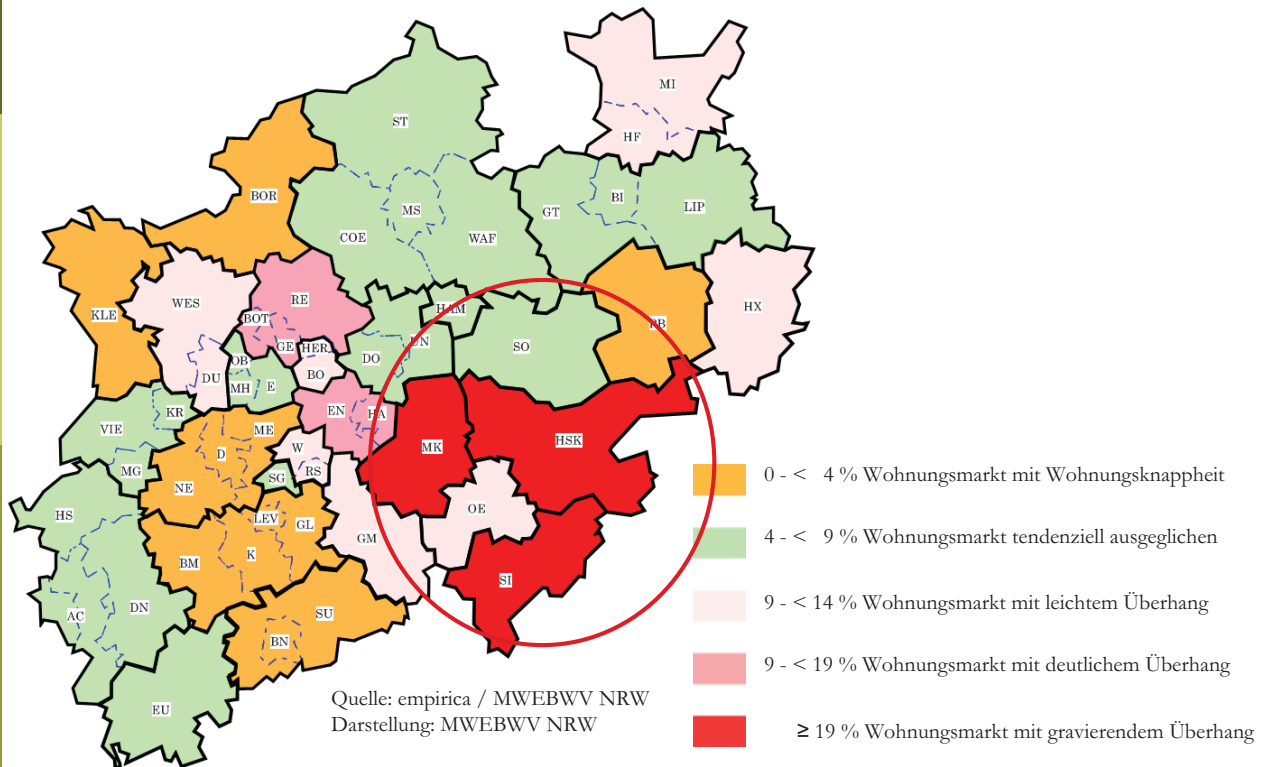 MI
HF
ST
BOR
MS
COE
WAF
GT
BI
LIP
KLE
WES
RE
BOT
GE
HER
HAM
PB
HX
OB
MH
E
DU
BO
DO
UN
SO
VIE
KR
EN
HA
MK
HSK
ME
D
W
RS
SG
MG
NE
HS
LEV
GL
GM
OE
BM
K
SI
AC
DN
SU
BN
EU
0 - < 4 % Wohnungsmarkt mit Wohnungsknappheit
4 - < 9 % Wohnungsmarkt tendenziell ausgeglichen
9 - < 14 % Wohnungsmarkt mit leichtem Überhang
9 - < 19 % Wohnungsmarkt mit deutlichem Überhang
≥ 19 % Wohnungsmarkt mit gravierendem Überhang
Quelle: empirica / MWEBWV NRW
Darstellung: MWEBWV NRW